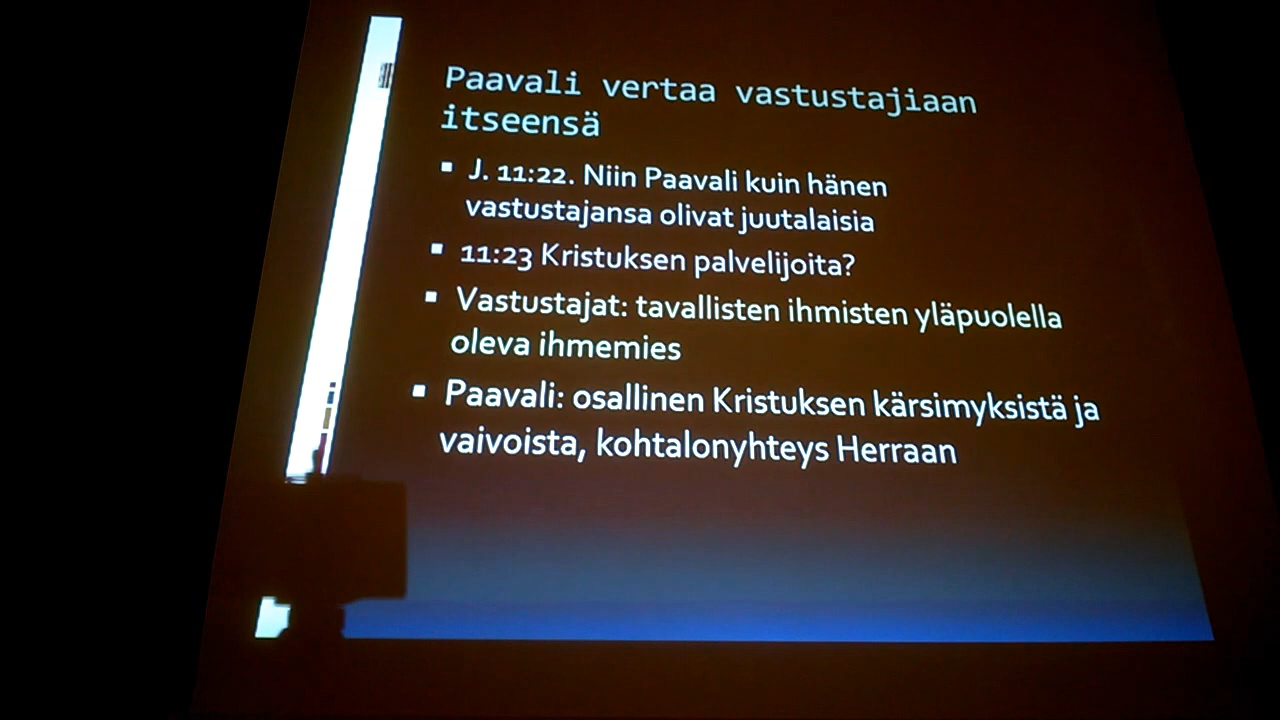 Paavali vertaa vastustajiaan
itseensä
▪ J. 11:22. Niin Paavali kuin hänen
vastustajansa olivat juutalaisia
▪ 11:23 Kristuksen palvelijoita?
▪ Vastustajat: tavallisten ihmisten yläpuolella
oleva ihmemies
▪ Paavali: osallinen Kristuksen kärsimyksistä ja
vaivoista, kohtalonyhteys Herraan